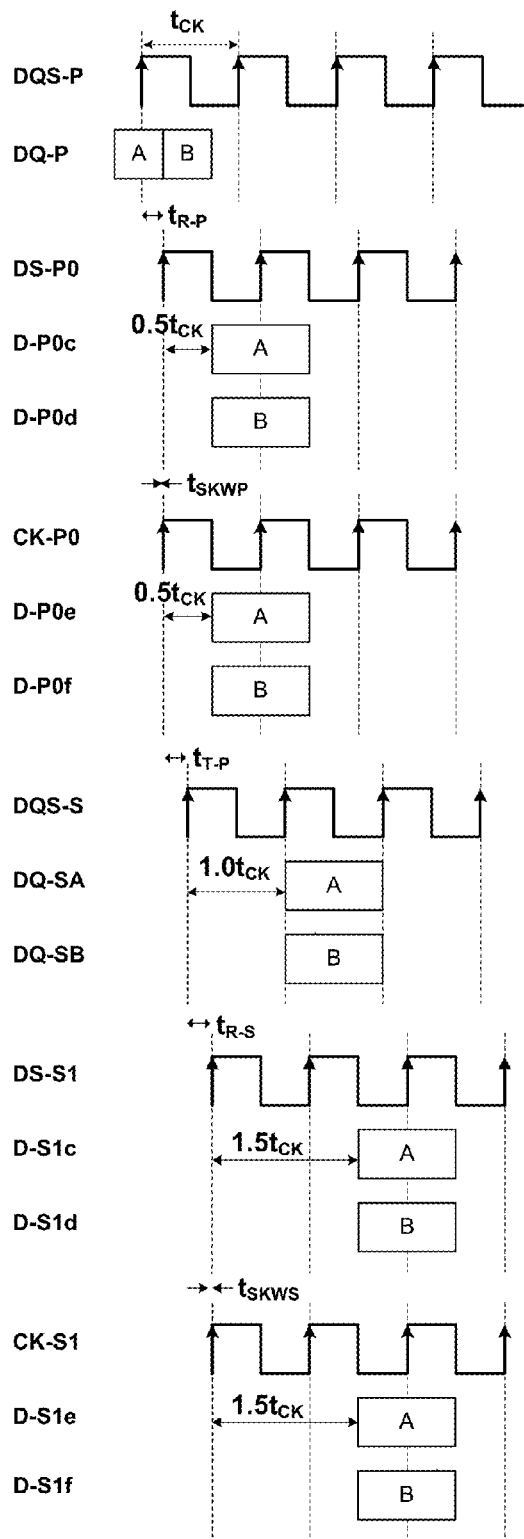 tCK
DQS-P
DQ-P A B
tR-P
DS-P0
0.5tCK
D-P0c A
D-P0d B
tSKWP
CK-P0
0.5tCK
D-P0e A
D-P0f B
tT-P
DQS-S
1.0tCK
DQ-SA A
DQ-SB B
tR-S
DS-S1
D-S1c 1.5tCK A
D-S1d B
tSKWS
CK-S1
D-S1e 1.5tCK A
D-S1f B